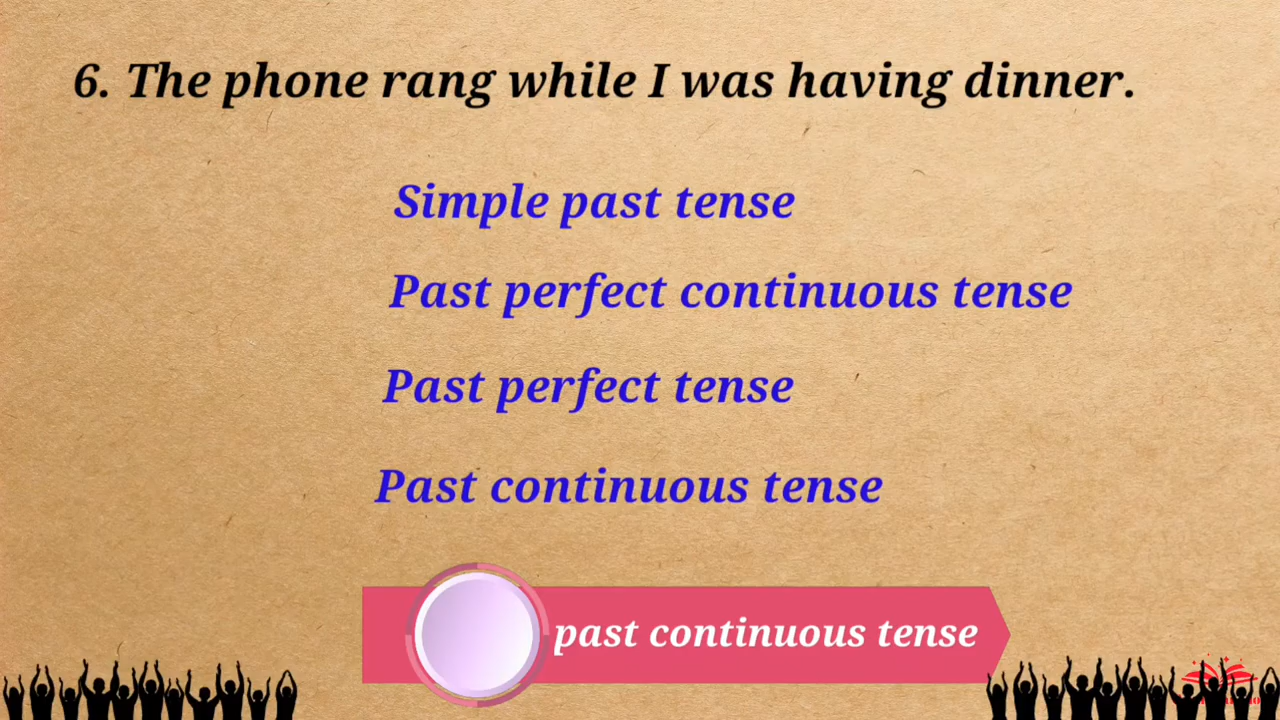 6. The phone rang while I was having dinner.
Simple past tense
Past perfect continuous tense
Past perfect tense
Past continuous tense
past continuous tense